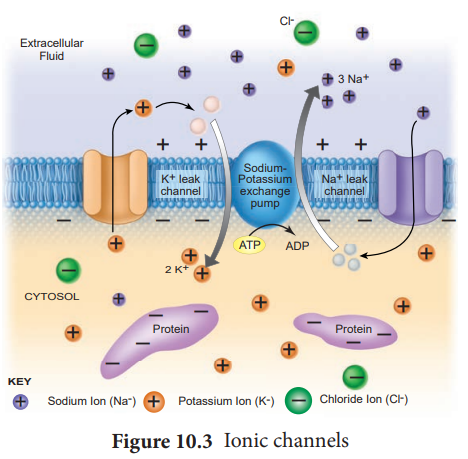 Cl-
Extracellular
Fluid
3 Na+
K+ leak
channel
Sodium-
Potassium
exchange
pump
Na+ leak
channel
ATP
ADP
2 K+
CYTOSOL
Protein
Protein
KEY
Sodium Ion (Na-)
Potassium Ion (K-)
Chloride Ion (Cl-)
Figure 10.3 Ionic channels